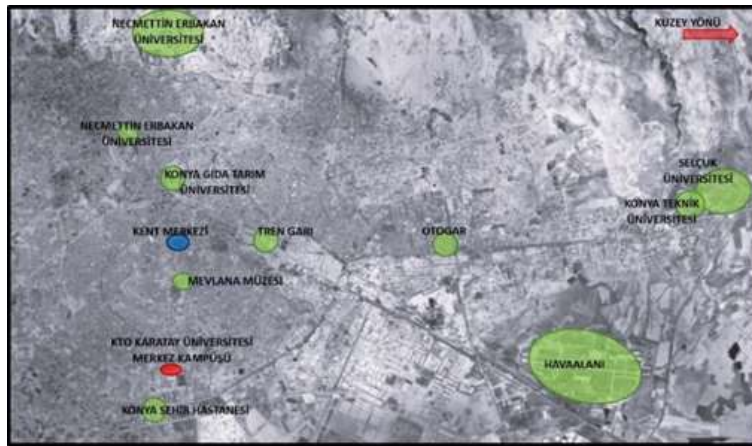 NECMETTİN ERBAKAN
ÜNİVERSİTESİ
KUZEY YÖNÜ
NECMETTİN ERBAKAN
ÜNİVERSİTESİ
KONYA GIDA TARIM
ÜNİVERSİTESİ
SELÇUK
ÜNİVERSİTESİ
KONYA TEKNİK
ÜNİVERSİTESİ
KENT MERKEZİ
TREN GARI
OTOGAR
MEVLANA MÜZESİ
KTO KARATAY ÜNİVERSİTESİ
MERKEZ KAMPÜSÜ
HAVAALANI
KONYA ŞEHİR HASTANESİ